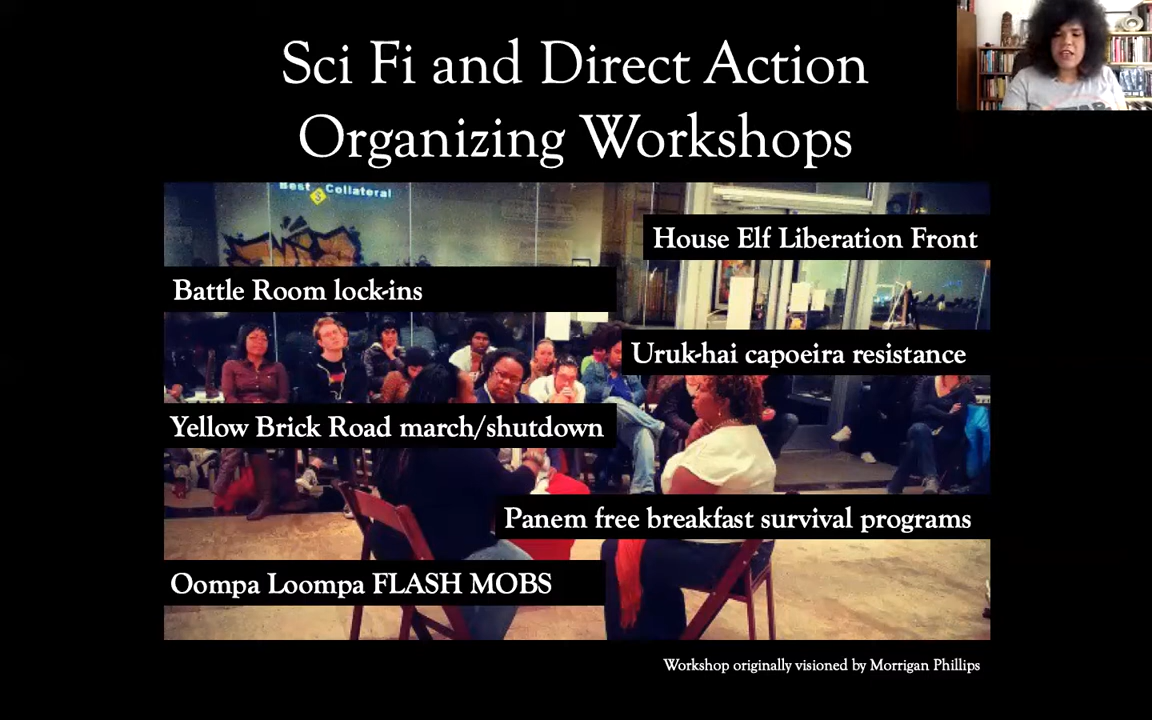 Sci Fi and Direct Action
Organizing Workshops
Best $ Collateral
House Elf Liberation Front
Battle Room lock-ins
Uruk-hai capoeira resistance
Yellow Brick Road march/shutdown
Panem free breakfast survival programs
Oompa Loompa FLASH MOBS
Workshop originally visioned by Morrigan Phillips